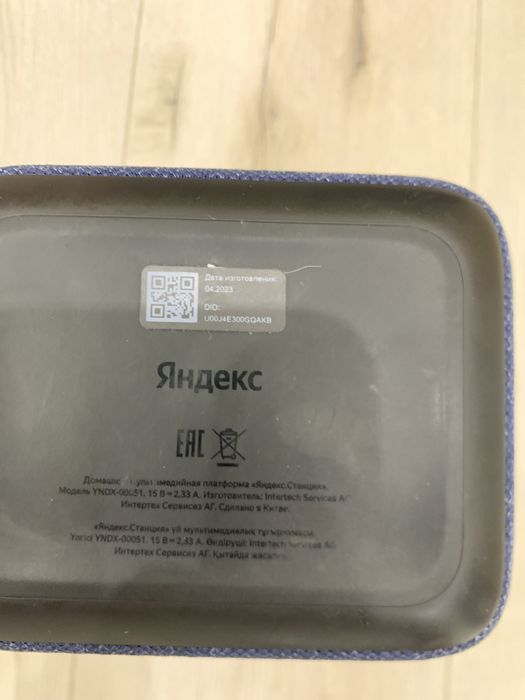 Дата изготовления:
04.2023
DID:
U00J4E300GQAKB
Яндекс
EAC
Домашняя мультимедийная платформа «Яндекс.Станция».
Модель YNDX-00051. 15 В = 2,33 А. Изготовитель: Intertech Services AG
Интертех Сервисез АГ. Сделано в Китае.
«Яндекс.Станция» үй мультимедиялық тұғырнамасы.
Үлгісі YNDX-00051. 15 В = 2,33 А. Өндіруші: Intertech Services AG
Интертех Сервисез АГ. Қытайда жасалған.